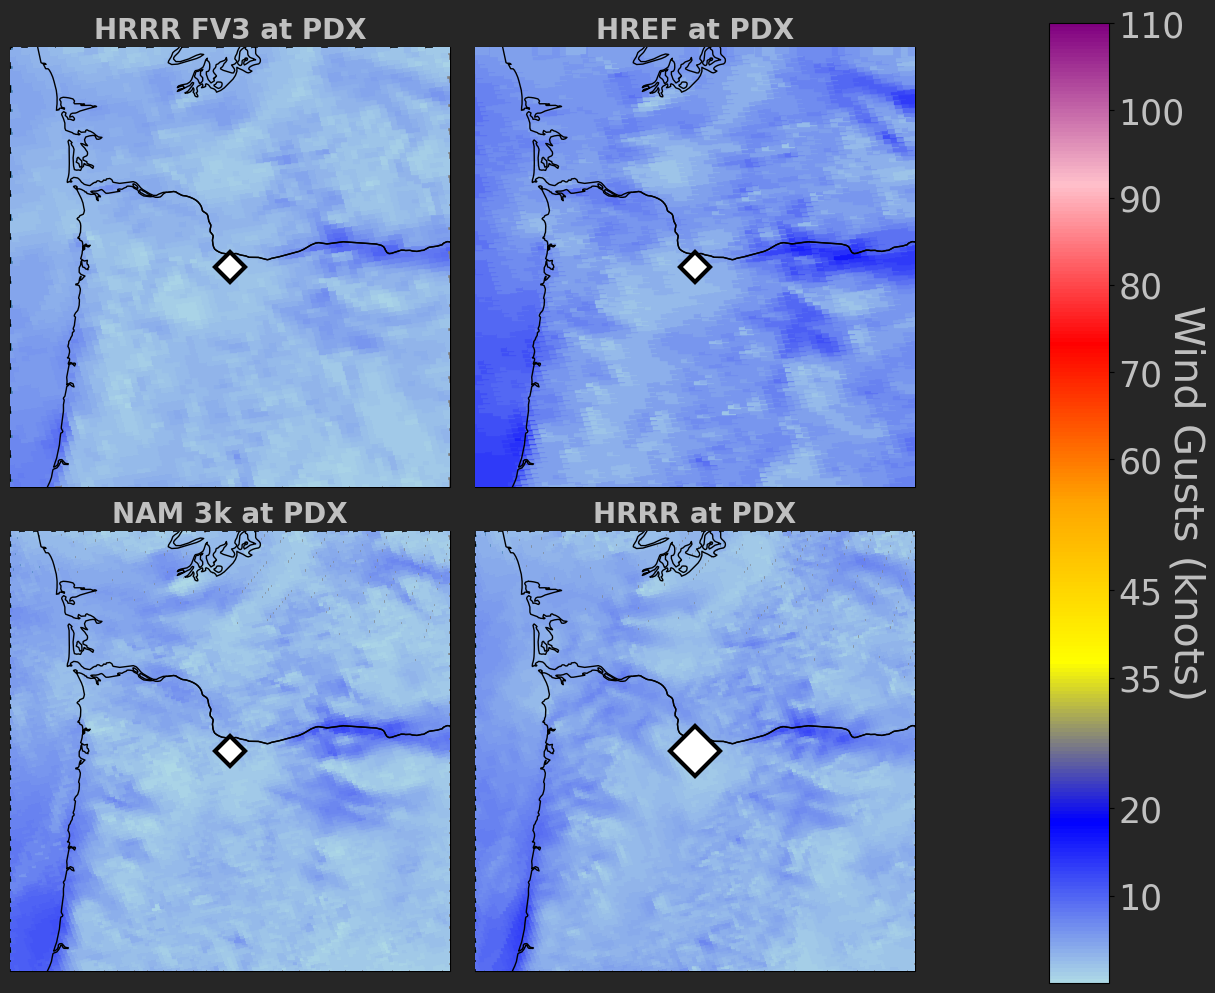 HRRR FV3 at PDX
HREF at PDX
NAM 3k at PDX
HRRR at PDX
110
100
90
80
70
60
45
35
20
10
Wind Gusts (knots)